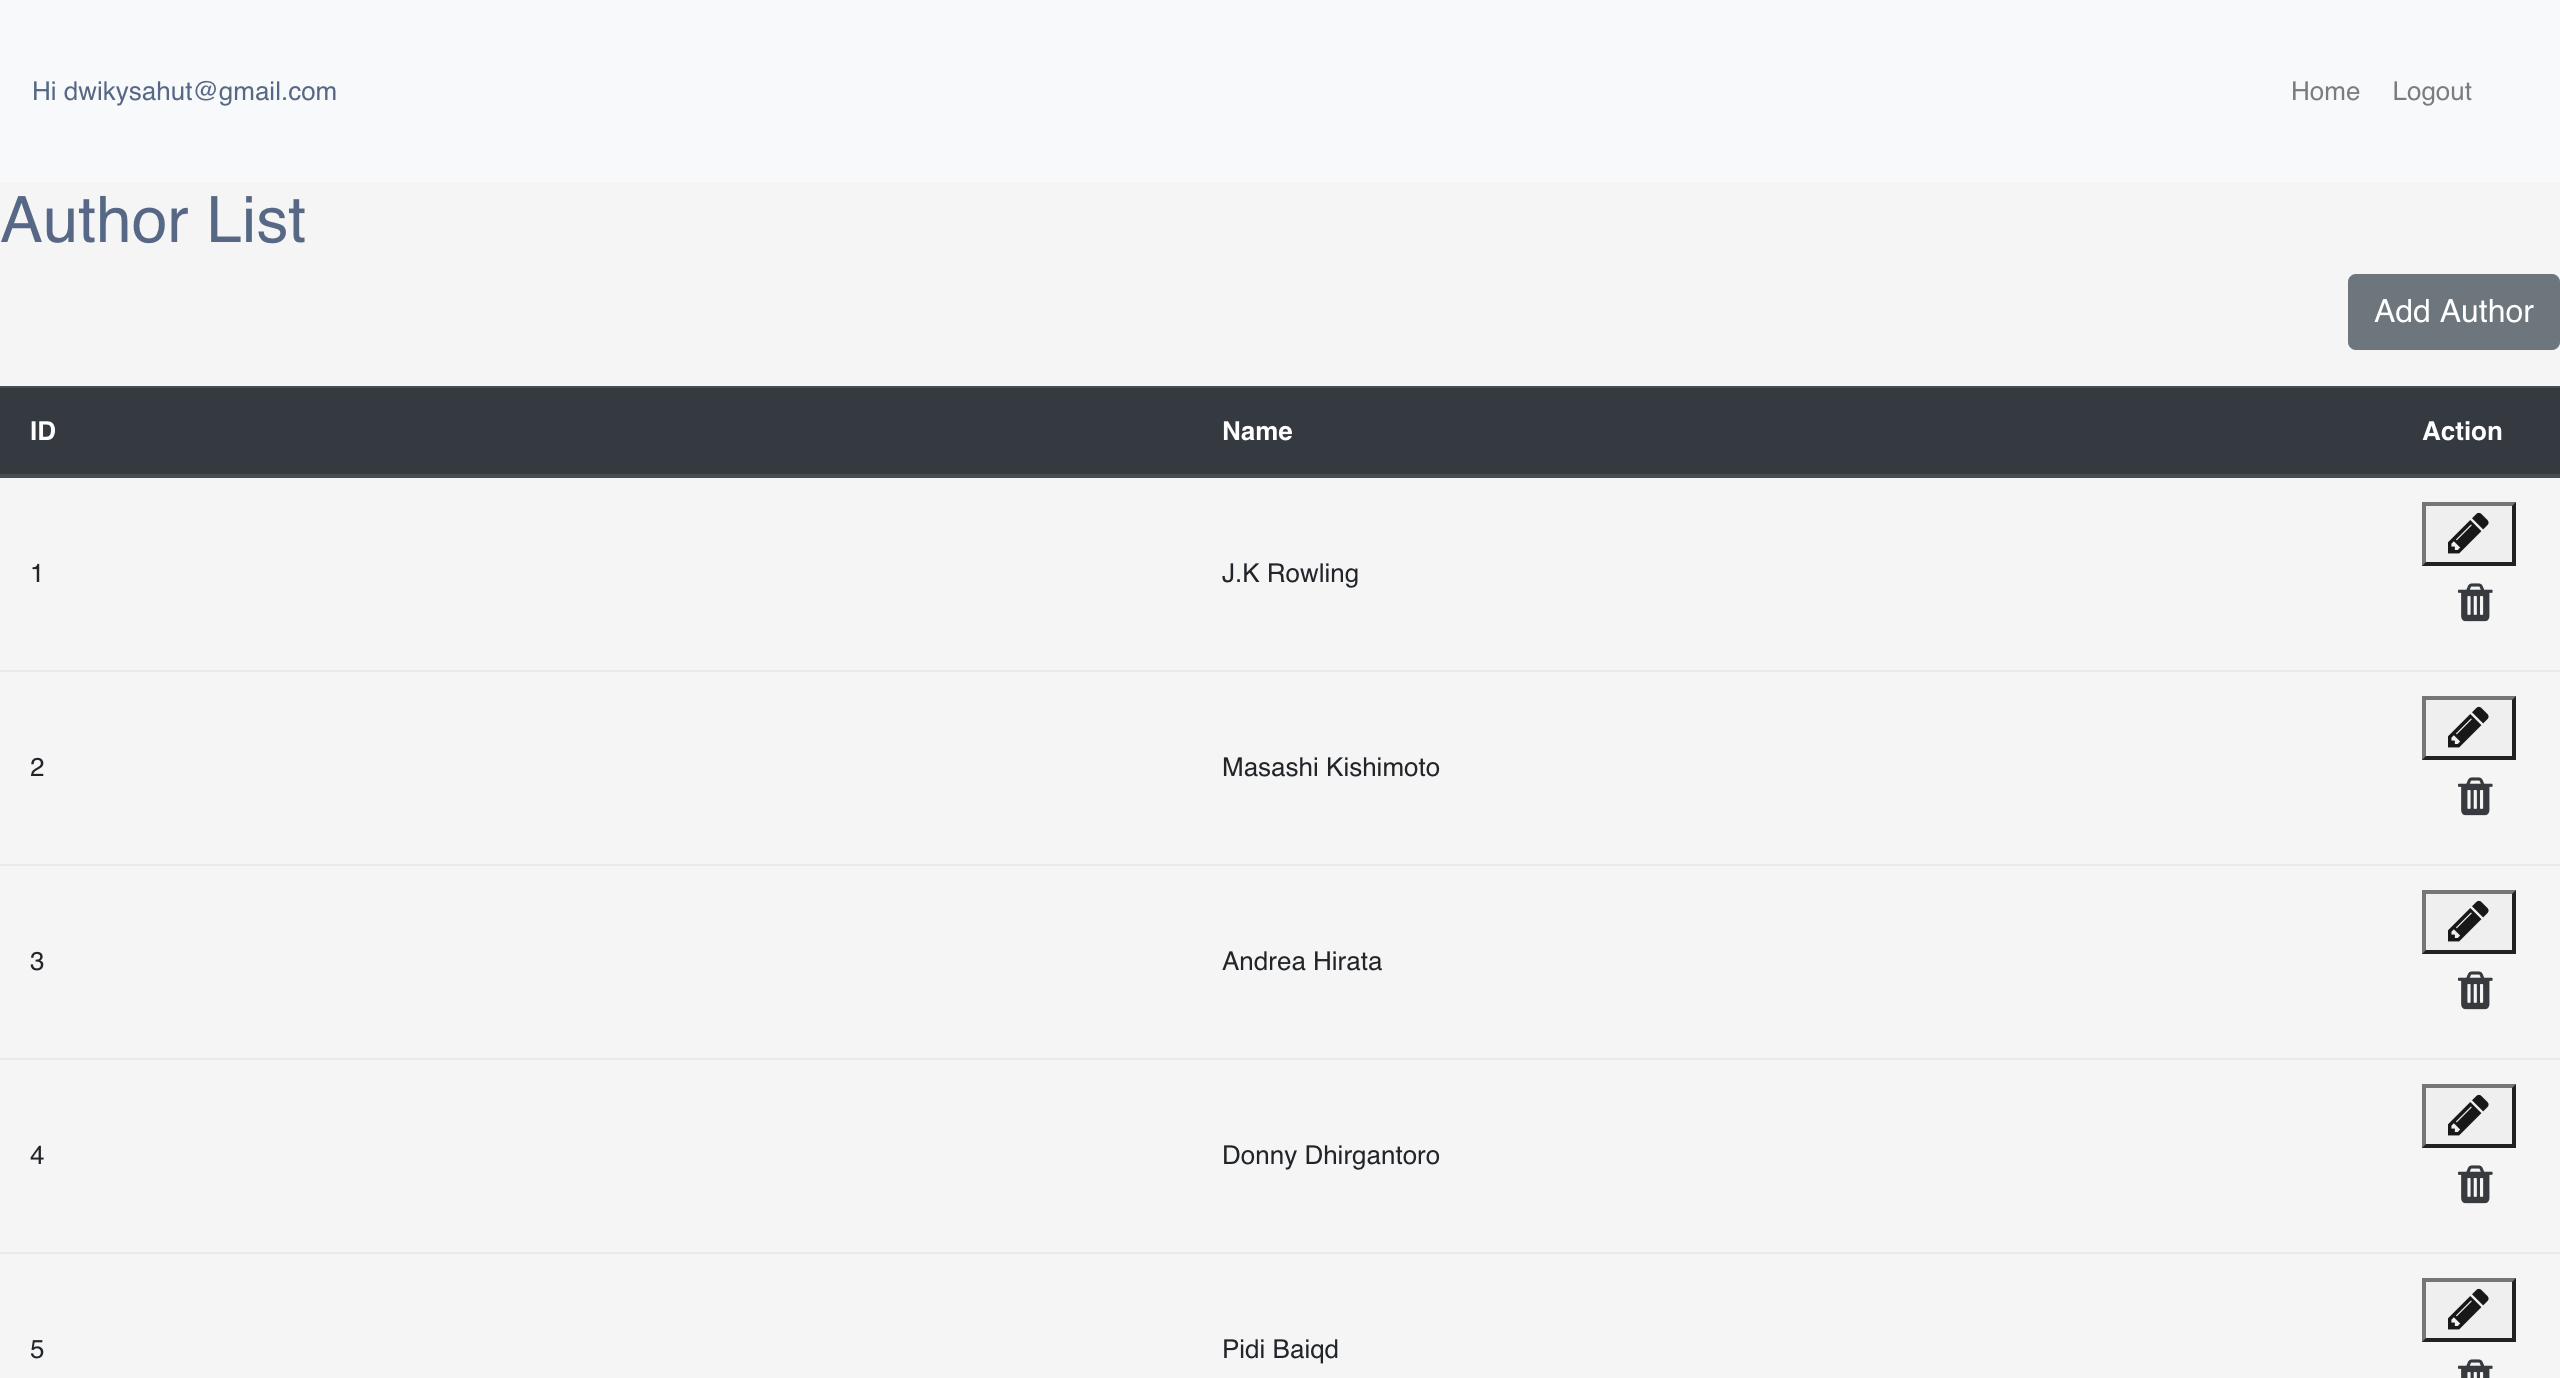 Hi dwikysahut@gmail.com Home Logout
Author List
Add Author
ID Name Action
1 J.K Rowling
2 Masashi Kishimoto
3 Andrea Hirata
4 Donny Dhirgantoro
5 Pidi Baiqd